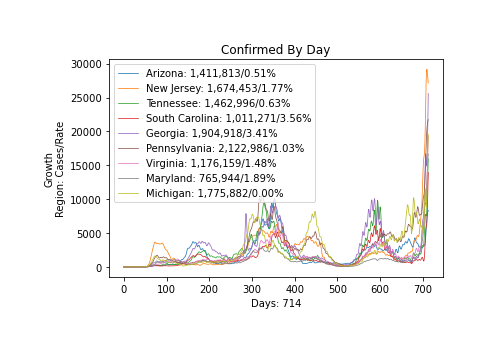 Confirmed By Day
Growth
Region: Cases/Rate
30000
25000
20000
15000
10000
5000
0
Arizona: 1,411,813/0.51%
New Jersey: 1,674,453/1.77%
Tennessee: 1,462,996/0.63%
South Carolina: 1,011,271/3.56%
Georgia: 1,904,918/3.41%
Pennsylvania: 2,122,986/1.03%
Virginia: 1,176,159/1.48%
Maryland: 765,944/1.89%
Michigan: 1,775,882/0.00%
0 100 200 300 400 500 600 700
Days: 714